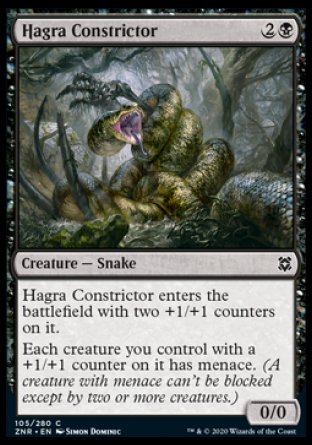 Hagra Constrictor 2
Creature — Snake
Hagra Constrictor enters the
battlefield with two +1/+1 counters
on it.
Each creature you control with a
+1/+1 counter on it has menace. (A
creature with menace can't be blocked
except by two or more creatures.)
0/0
105/280 C
ZNR • EN Simon Dominic ™ & © 2020 Wizards of the Coast